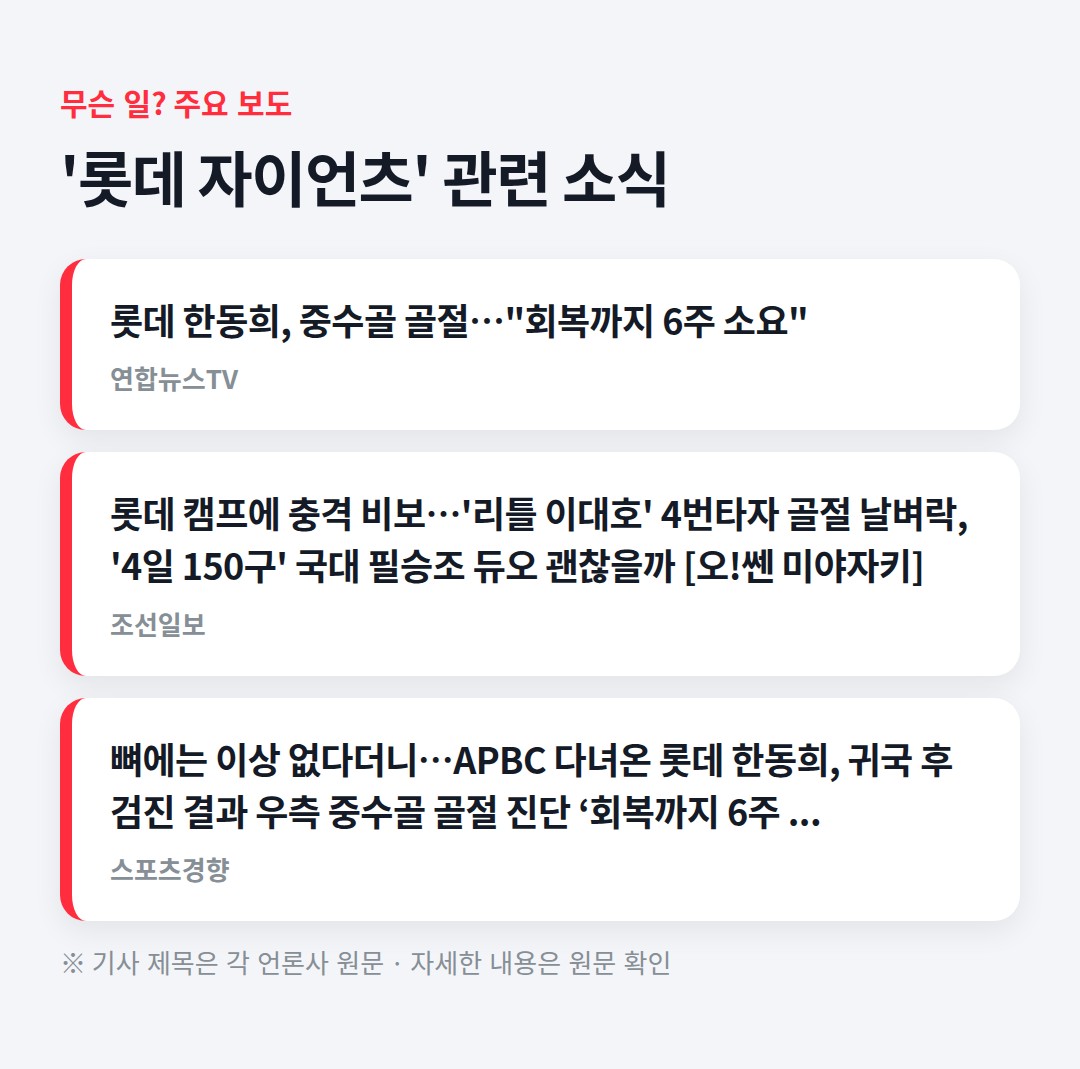 무슨 일? 주요 보도
'롯데 자이언츠' 관련 소식
롯데 한동희, 중수골 골절…"회복까지 6주 소요"
연합뉴스TV
롯데 캠프에 충격 비보…'리틀 이대호' 4번타자 골절 날벼락,
'4일 150구' 국대 필승조 듀오 괜찮을까 [오!쎈 미야자키]
조선일보
뼈에는 이상 없다더니…APBC 다녀온 롯데 한동희, 귀국 후
검진 결과 우측 중수골 골절 진단 ‘회복까지 6주 ...
스포츠경향
※ 기사 제목은 각 언론사 원문 · 자세한 내용은 원문 확인